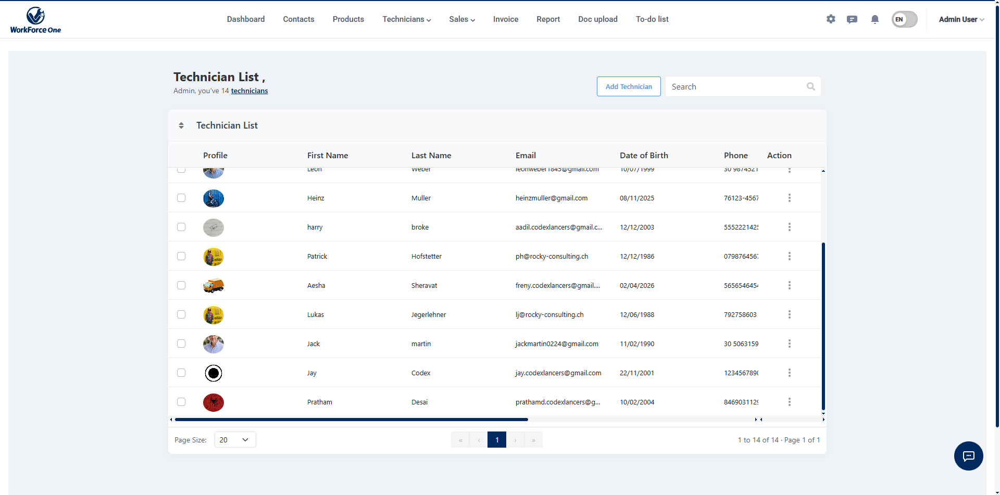 WorkForce One
Dashboard Contacts Products Technicians Sales Invoice Report Doc upload To-do list EN Admin User
Technician List ,
Admin, you've 14 technicians
Add Technician Search
Technician List
Profile First Name Last Name Email Date of Birth Phone Action
Leon Weber leonweber1845@gmail.com 10/07/1999 30 9874521
Heinz Muller heinzmuller@gmail.com 08/11/2025 76123-4567
harry broke aadil.codexlancers@gmail.c... 12/12/2003 555222142
Patrick Hofstetter ph@rocky-consulting.ch 12/12/1986 079876456
Aesha Sheravat freny.codexlancers@gmail.... 02/04/2026 565654645
Lukas Jegerlehner lj@rocky-consulting.ch 12/06/1988 792758603
Jack martin jackmartin0224@gmail.com 11/02/1990 30 5063159
Jay Codex jay.codexlancers@gmail.com 22/11/2001 123456789
Pratham Desai prathamd.codexlancers@g... 10/02/2004 846903112
Page Size: 20 « ‹ 1 › » 1 to 14 of 14 · Page 1 of 1